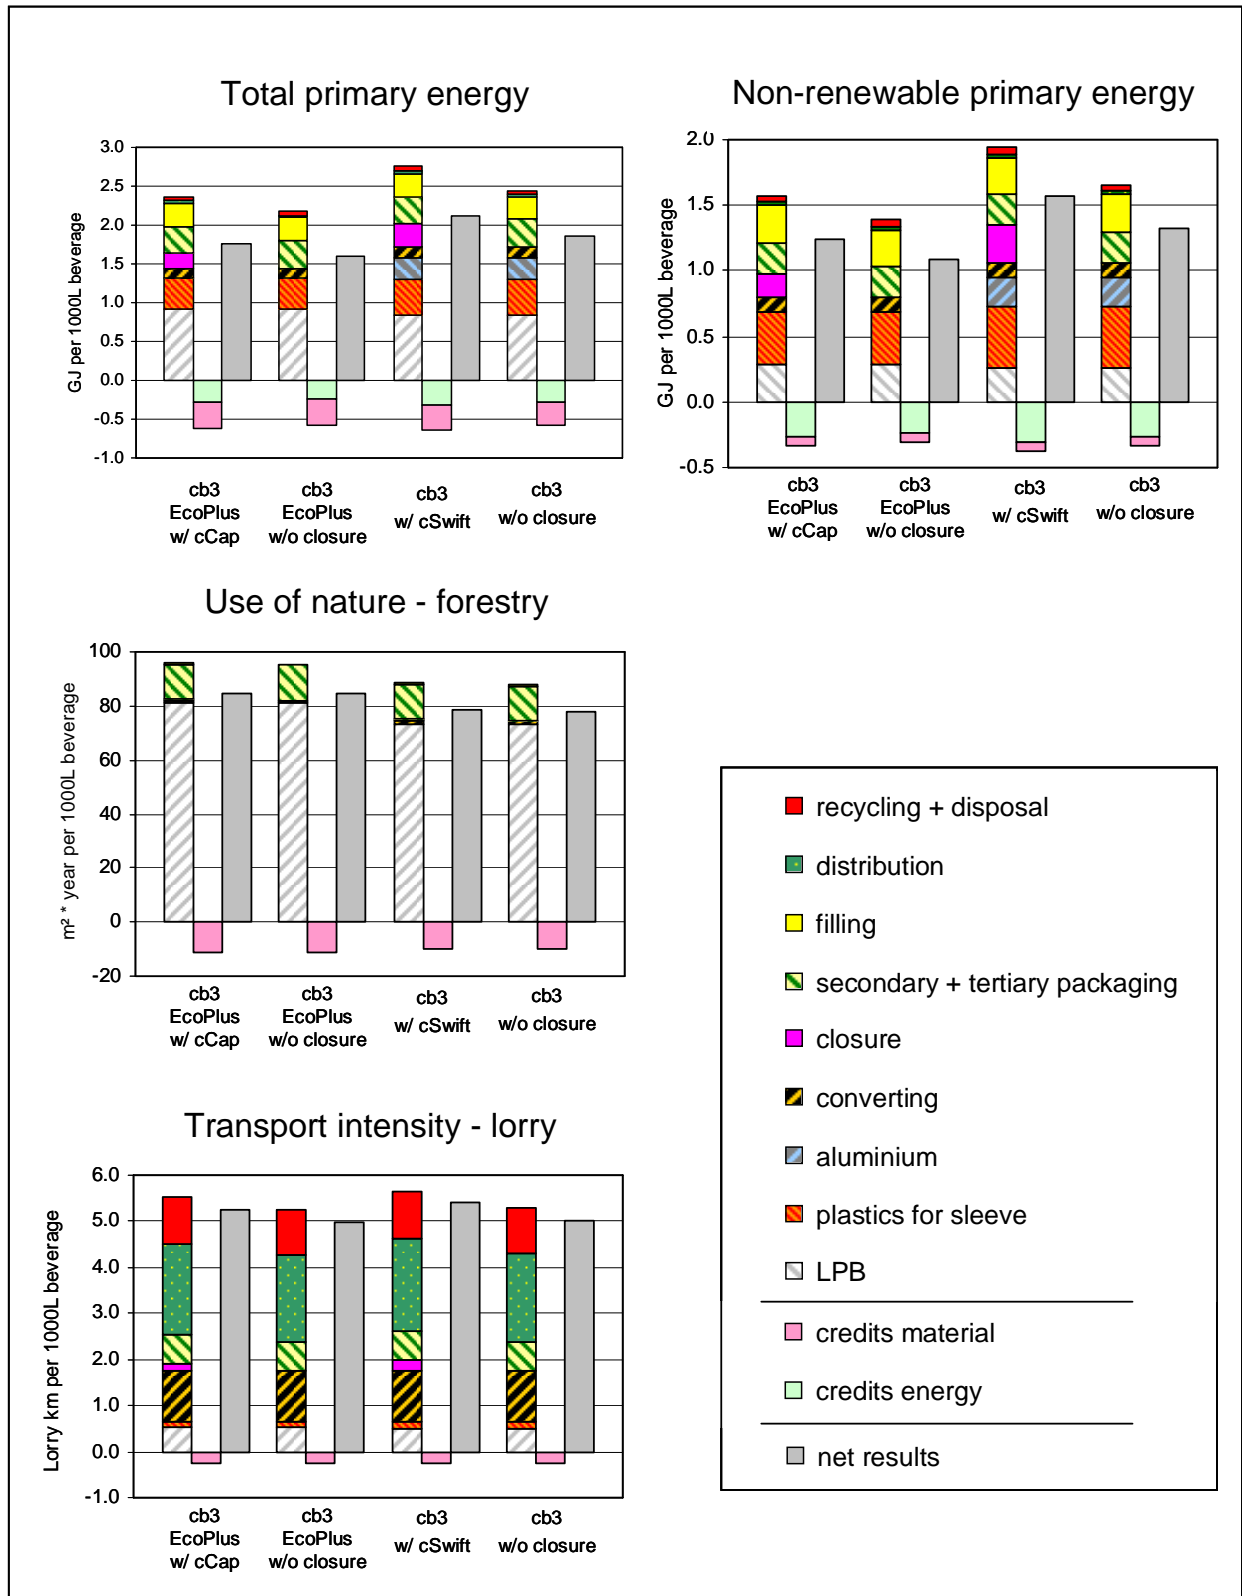 Total primary energy
GJ per 1000L beverage
3.0
2.5
2.0
1.5
1.0
0.5
0.0
-0.5
-1.0
cb3
EcoPlus
w/ cCap
cb3
EcoPlus
w/o closure
cb3
w/ cSwift
cb3
w/o closure
Non-renewable primary energy
GJ per 1000L beverage
2.0
1.5
1.0
0.5
0.0
-0.5
cb3
EcoPlus
w/ cCap
cb3
EcoPlus
w/o closure
cb3
w/ cSwift
cb3
w/o closure
Use of nature - forestry
m² * year per 1000L beverage
100
80
60
40
20
0
-20
cb3
EcoPlus
w/ cCap
cb3
EcoPlus
w/o closure
cb3
w/ cSwift
cb3
w/o closure
Transport intensity - lorry
Lorry km per 1000L beverage
6.0
5.0
4.0
3.0
2.0
1.0
0.0
-1.0
cb3
EcoPlus
w/ cCap
cb3
EcoPlus
w/o closure
cb3
w/ cSwift
cb3
w/o closure
recycling + disposal
distribution
filling
secondary + tertiary packaging
closure
converting
aluminium
plastics for sleeve
LPB
credits material
credits energy
net results